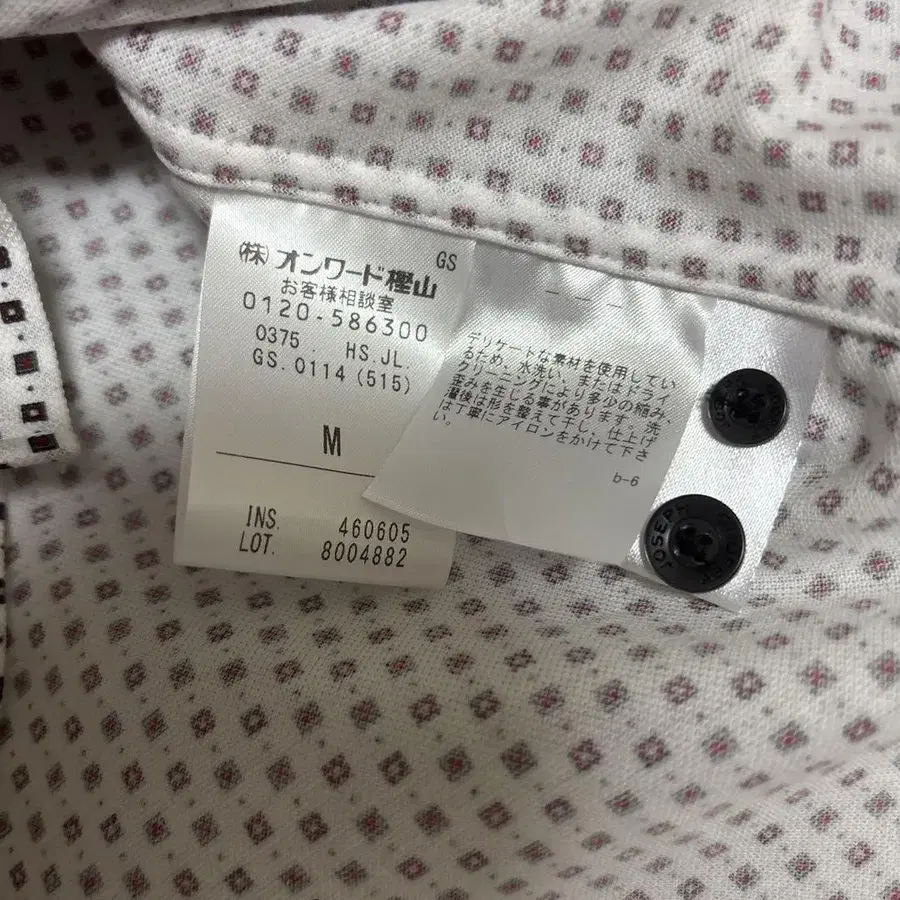 (株)オンワード樫山
GS
お客様相談室
0120-586300
0375 . HS.JL.
GS.0114(515)
M
INS. 460605
LOT. 8004882
— — —
デリケートな素材を使用してい
るため、水洗い、またはドライ
クリーニングにより多少の縮み、
歪みを生じる事があります。洗
濯後は形を整えて干し、仕上げ
は丁寧にアイロンをかけて下さ
い。
b-6
JOSEPH